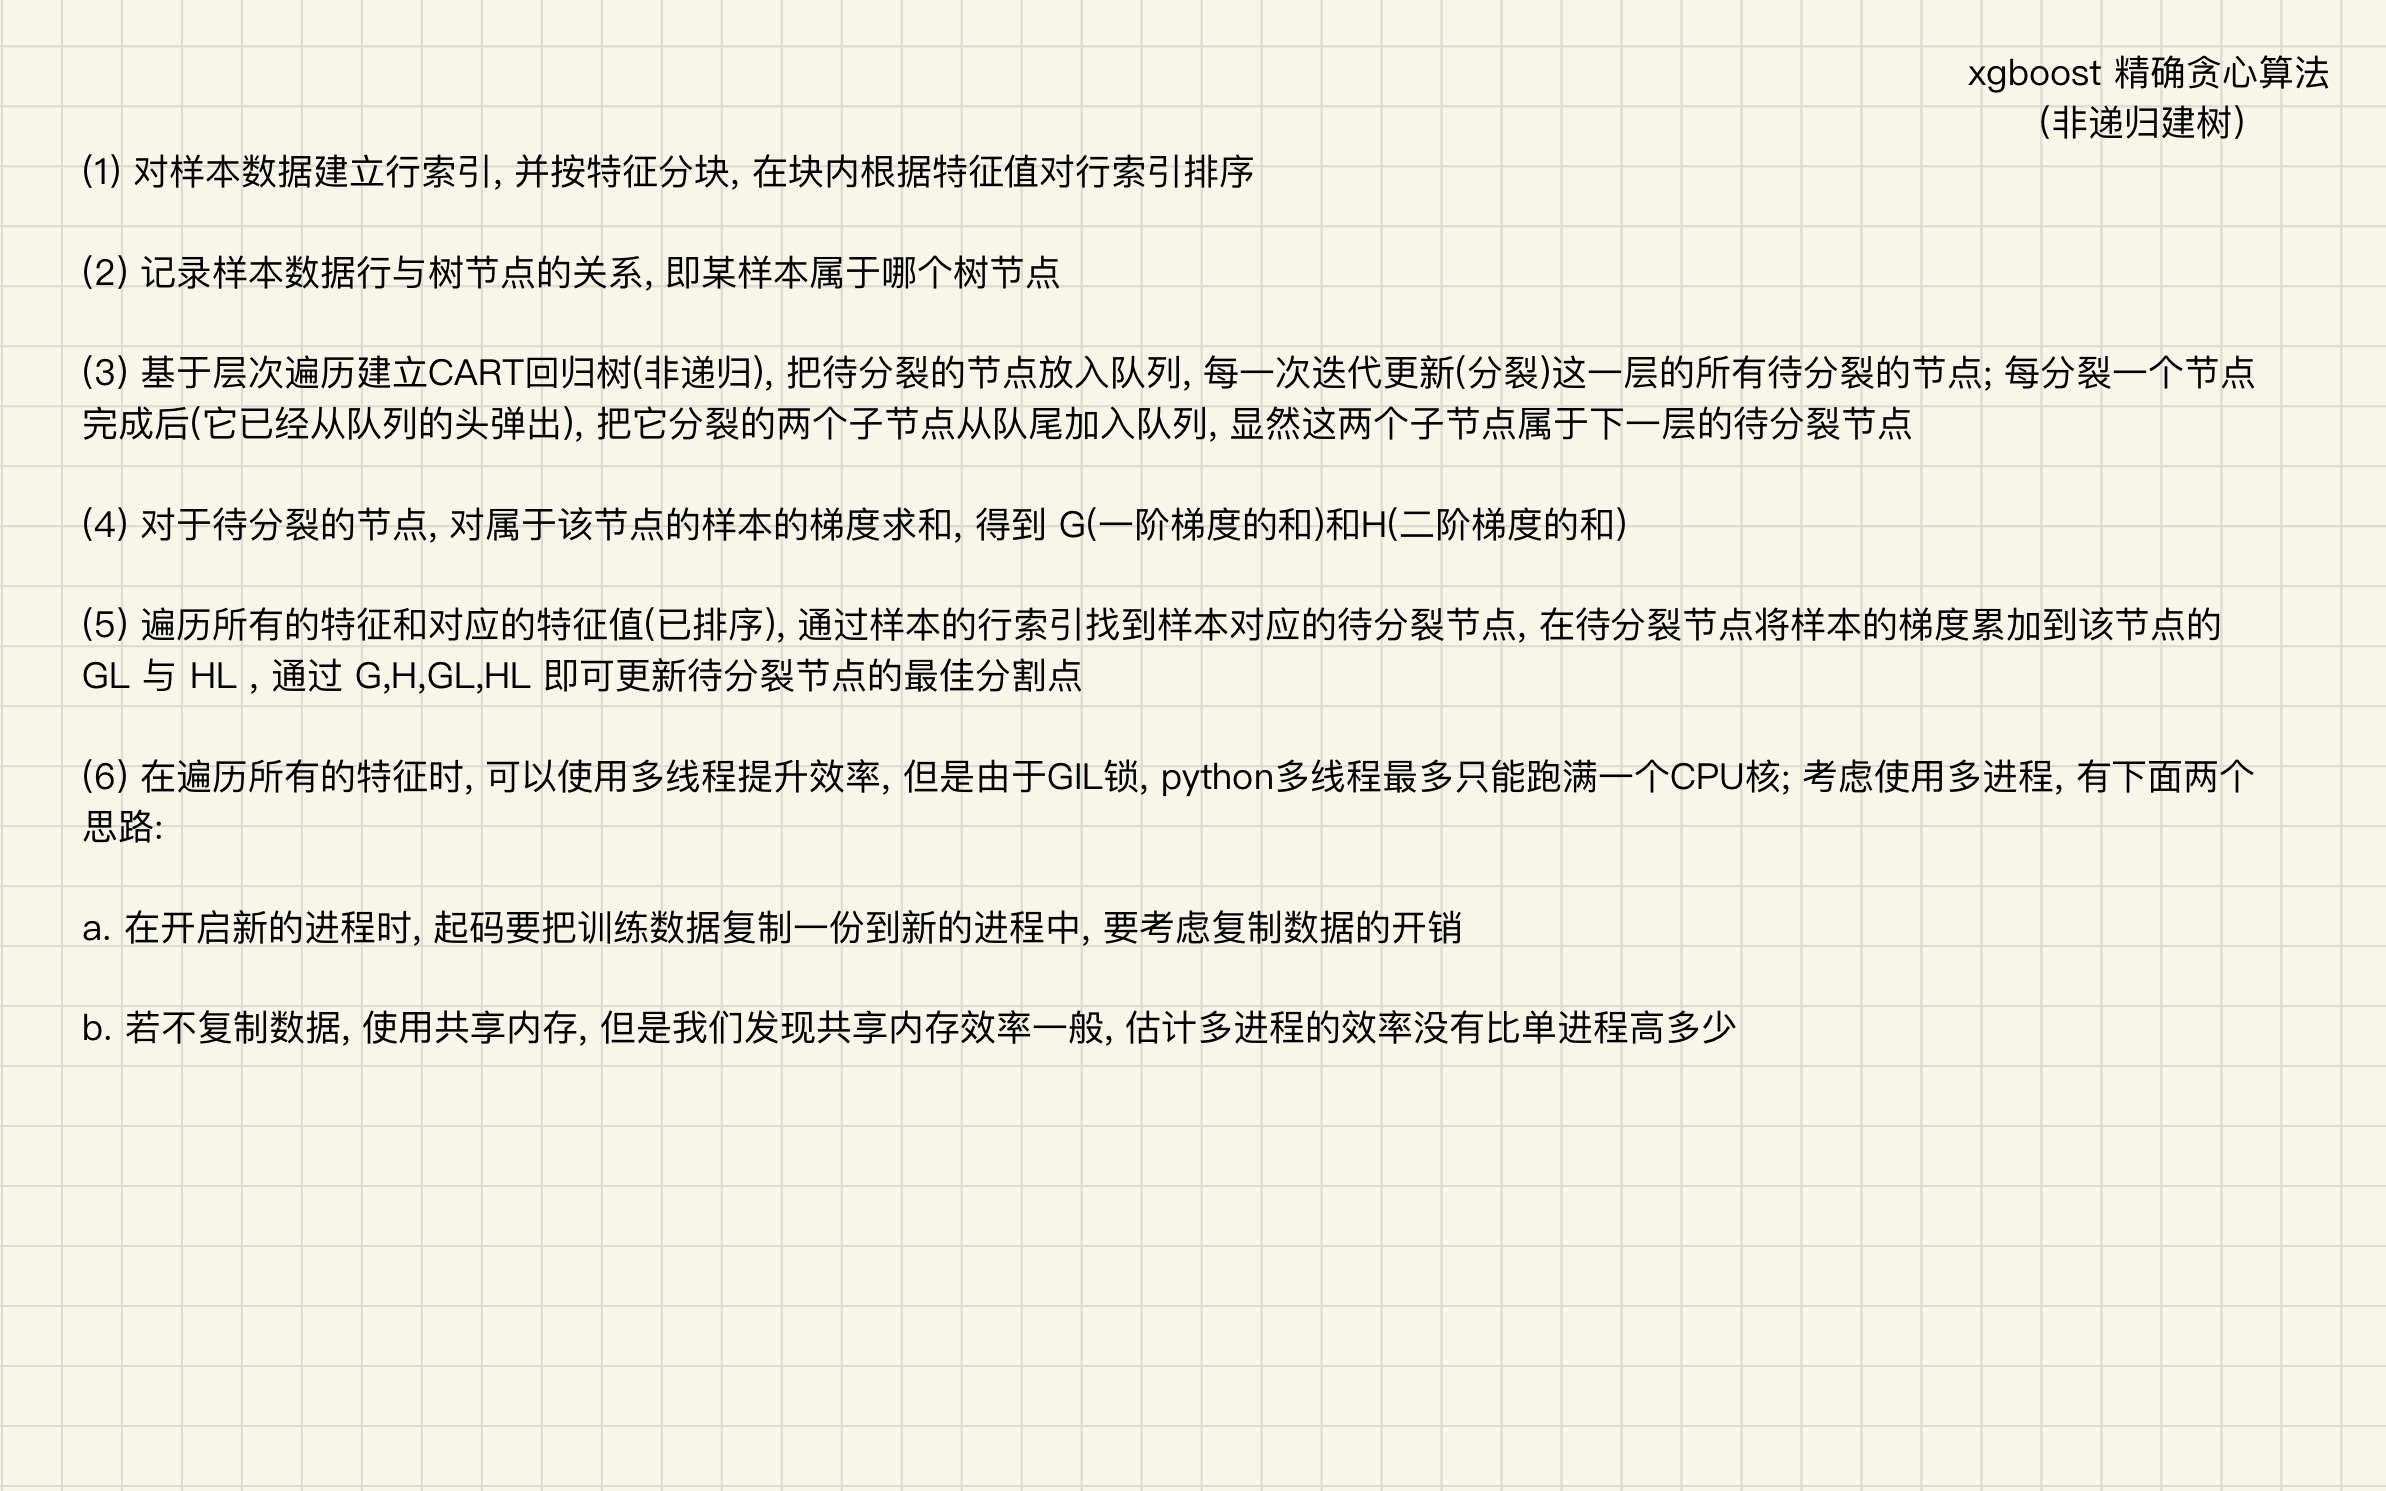 xgboost 精确贪心算法
(非递归建树)
(1) 对样本数据建立行索引, 并按特征分块, 在块内根据特征值对行索引排序
(2) 记录样本数据行与树节点的关系, 即某样本属于哪个树节点
(3) 基于层次遍历建立CART回归树(非递归), 把待分裂的节点放入队列, 每一次迭代更新(分裂)这一层的所有待分裂的节点; 每分裂一个节点
完成后(它已经从队列的头弹出), 把它分裂的两个子节点从队尾加入队列, 显然这两个子节点属于下一层的待分裂节点
(4) 对于待分裂的节点, 对属于该节点的样本的梯度求和, 得到 G(一阶梯度的和)和H(二阶梯度的和)
(5) 遍历所有的特征和对应的特征值(已排序), 通过样本的行索引找到样本对应的待分裂节点, 在待分裂节点将样本的梯度累加到该节点的
GL 与 HL , 通过 G,H,GL,HL 即可更新待分裂节点的最佳分割点
(6) 在遍历所有的特征时, 可以使用多线程提升效率, 但是由于GIL锁, python多线程最多只能跑满一个CPU核; 考虑使用多进程, 有下面两个
思路:
a. 在开启新的进程时, 起码要把训练数据复制一份到新的进程中, 要考虑复制数据的开销
b. 若不复制数据, 使用共享内存, 但是我们发现共享内存效率一般, 估计多进程的效率没有比单进程高多少